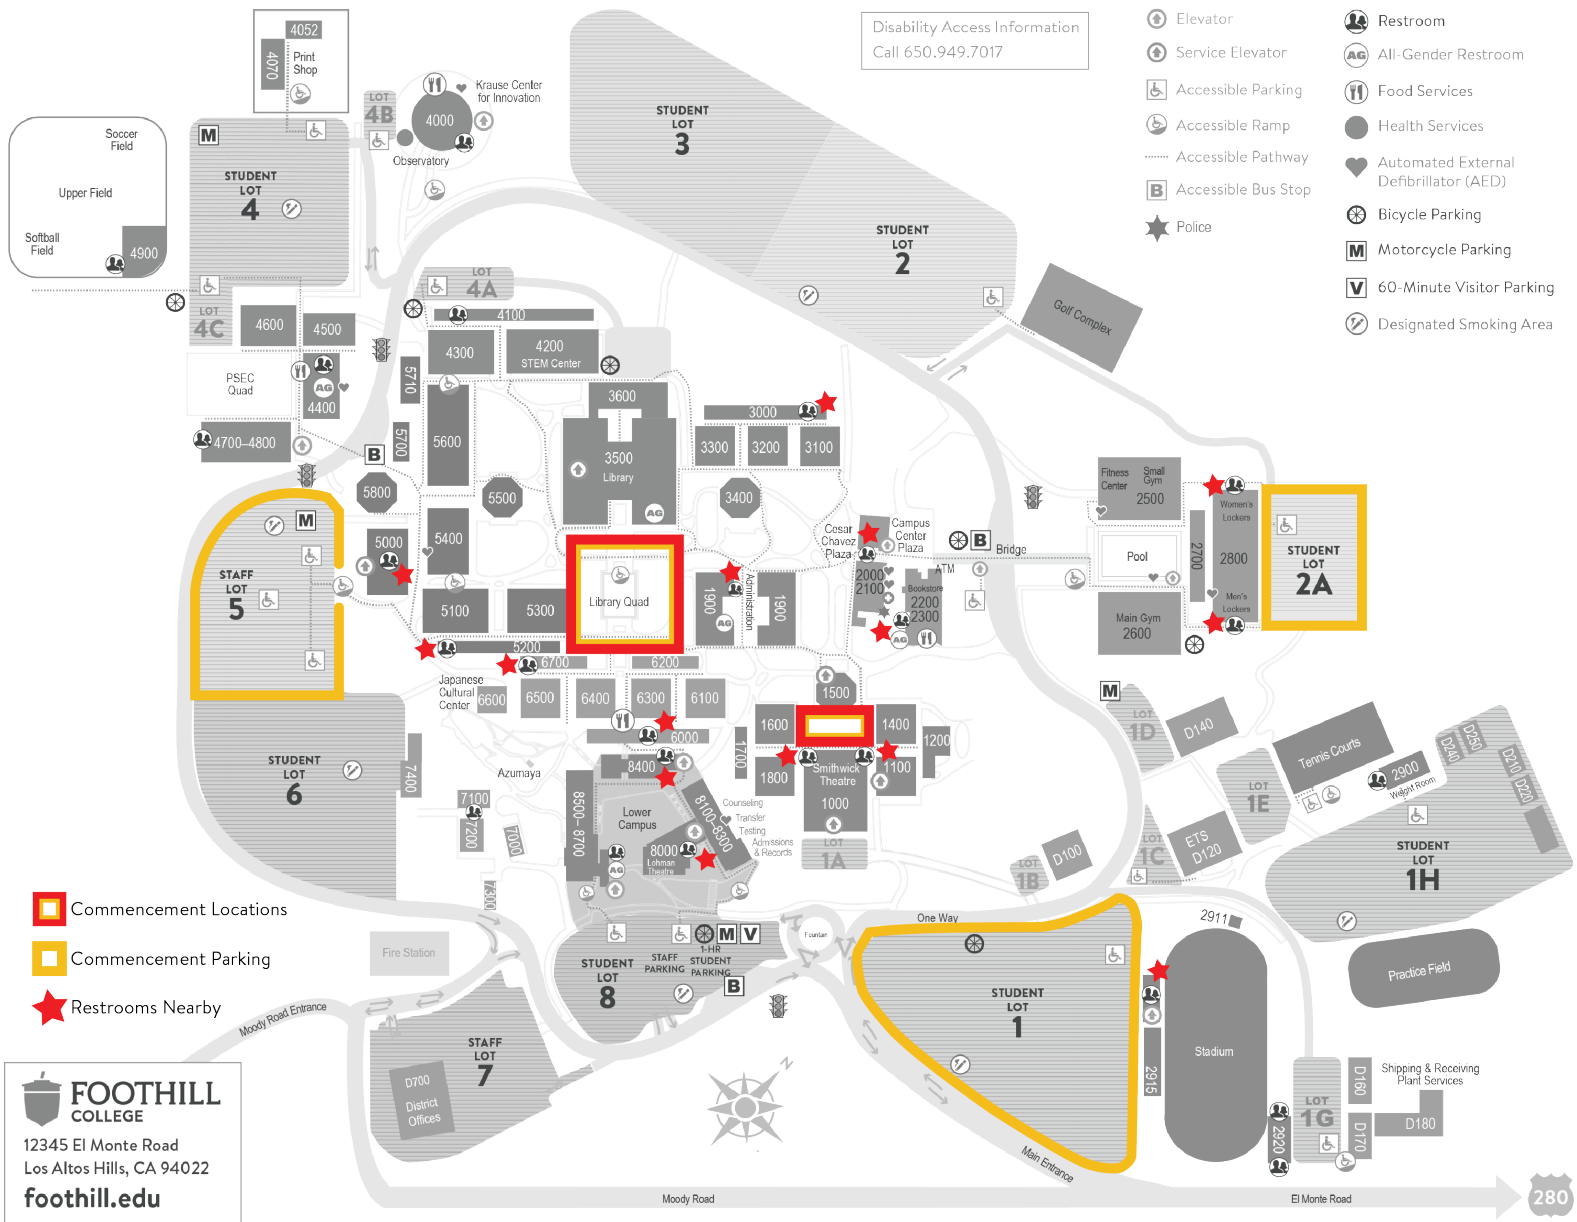 Disability Access Information
Call 650.949.7017
Elevator
Service Elevator
Accessible Parking
Accessible Ramp
Accessible Pathway
B
Accessible Bus Stop
Police
Restroom
AG
All-Gender Restroom
Food Services
Health Services
Automated External
Defibrillator (AED)
Bicycle Parking
M
Motorcycle Parking
V
60-Minute Visitor Parking
Designated Smoking Area
4052
4070
Print
Shop
LOT
4B
4000
Krause Center
for Innovation
Observatory
Soccer
Field
Upper Field
Softball
Field
4900
M
STUDENT
LOT
4
STUDENT
LOT
3
STUDENT
LOT
2
Golf Complex
LOT
4C
4600
4500
LOT
4A
4100
4300
4200
STEM Center
PSEC
Quad
AG
4400
4700–4800
5710
5700
5600
B
5800
5500
3600
3500
Library
AG
3000
3300
3200
3100
3400
M
STAFF
LOT
5
5000
5400
5100
5300
5200
Library Quad
1900
AG
Administration
1900
Cesar
Chavez
Plaza
Campus
Center
Plaza
2000
2100
ATM
Bookstore
2200
2300
AG
B
Bridge
Fitness
Center
Small
Gym
2500
Pool
Main Gym
2600
2700
Women's
Lockers
2800
Men's
Lockers
STUDENT
LOT
2A
6700
6200
Japanese
Cultural
Center
6600
6500
6400
6300
6100
6000
1500
1600
1400
1200
1700
1800
1100
Smithwick
Theatre
1000
LOT
1A
STUDENT
LOT
6
7400
Azumaya
7100
7200
7000
7300
8400
8500–8700
Lower
Campus
8100–8300
8000
Lohman
Theatre
AG
Counseling
Transfer
Testing
Admissions
& Records
M
LOT
1D
D140
LOT
1E
Tennis Courts
2900
Weight Room
D240
D250
D210
D220
LOT
1C
ETS
D120
LOT
1B
D100
STUDENT
LOT
1H
Commencement Locations
Commencement Parking
Restrooms Nearby
Fire Station
Moody Road Entrance
STUDENT
LOT
8
STAFF
PARKING
M
V
1-HR
STUDENT
PARKING
B
Fountain
One Way
STUDENT
LOT
1
2911
Stadium
2915
Practice Field
STAFF
LOT
7
D700
District
Offices
N
Main Entrance
2920
LOT
1G
D160
D170
D180
Shipping & Receiving
Plant Services
FOOTHILL
COLLEGE
12345 El Monte Road
Los Altos Hills, CA 94022
foothill.edu
Moody Road
El Monte Road
280